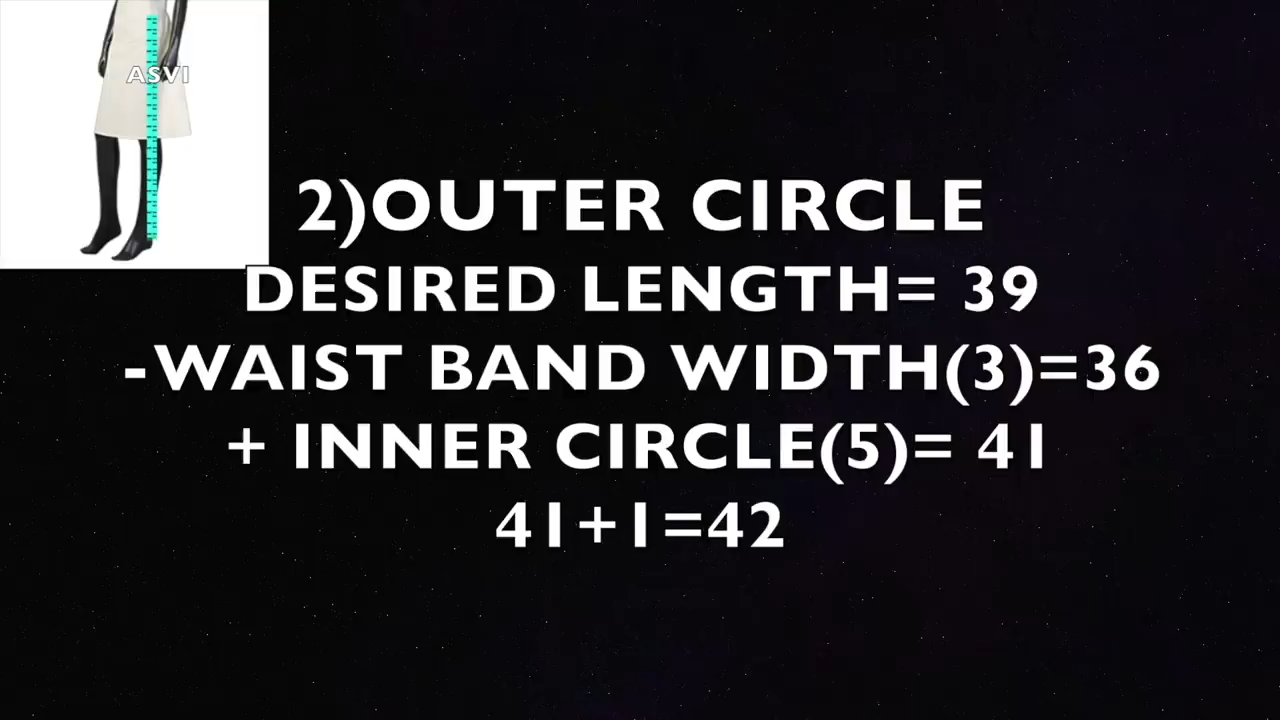 ASVI
2)OUTER CIRCLE
DESIRED LENGTH= 39
-WAIST BAND WIDTH(3)=36
+ INNER CIRCLE(5)= 41
41+1=42